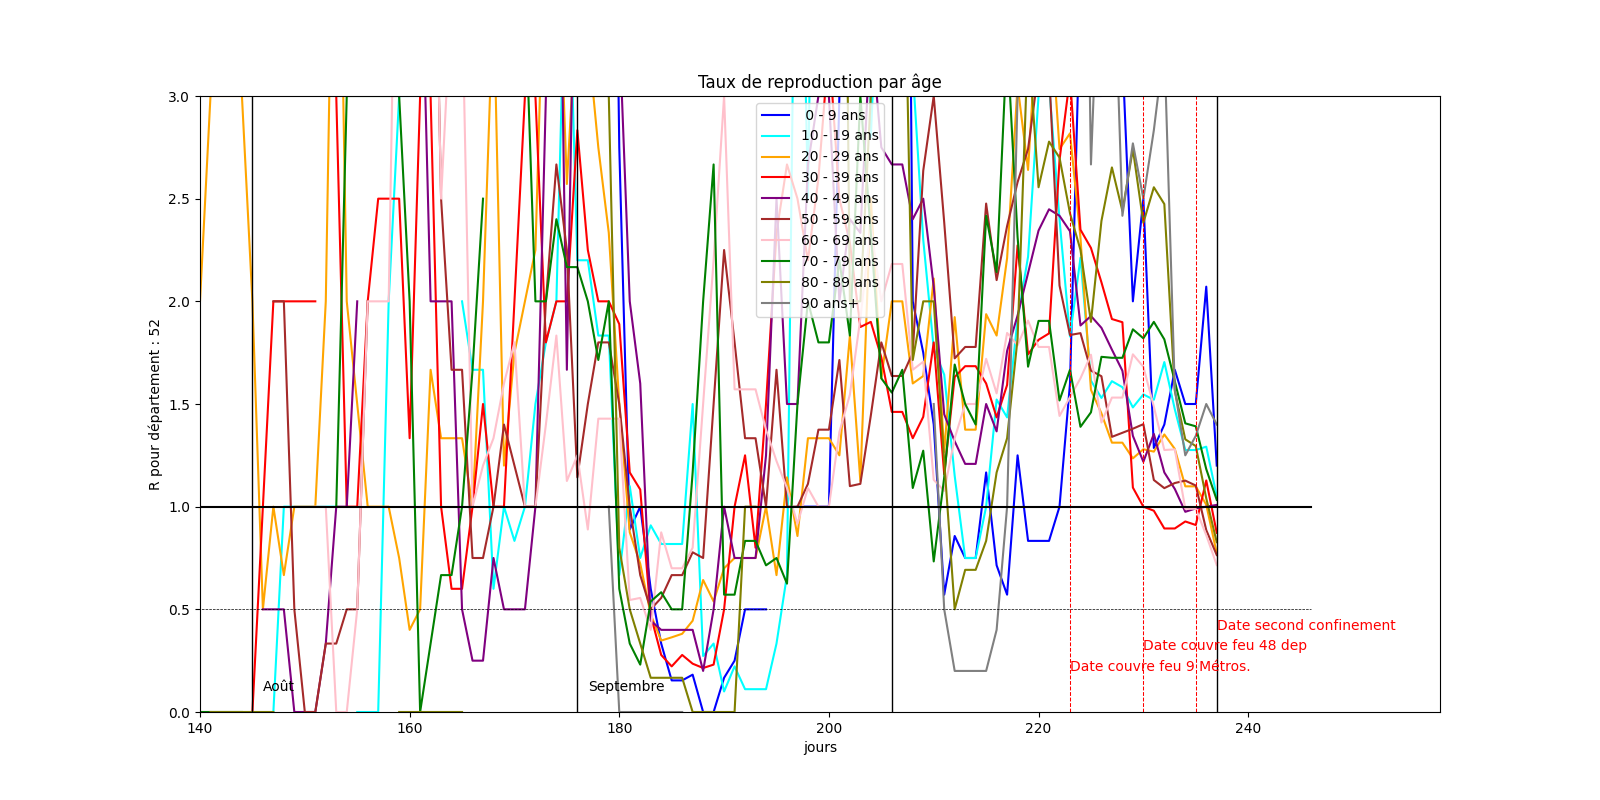 Taux de reproduction par âge
3.0
2.5
2.0
1.5
1.0
0.5
0.0
R pour département : 52
0 - 9 ans
10 - 19 ans
20 - 29 ans
30 - 39 ans
40 - 49 ans
50 - 59 ans
60 - 69 ans
70 - 79 ans
80 - 89 ans
90 ans+
Date second confinement
Date couvre feu 48 dep
Date couvre feu 9 Métros.
Août
Septembre
140
160
180
200
220
240
jours